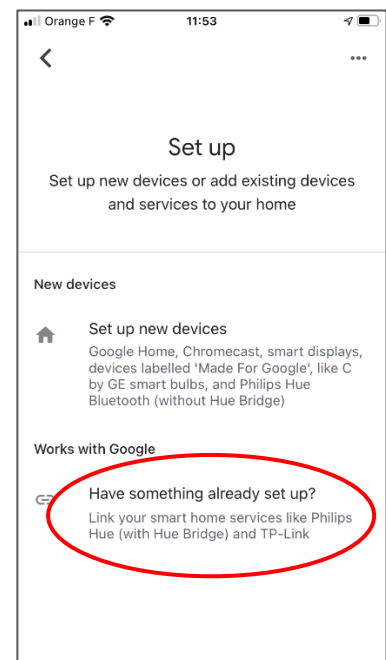 Orange F 11:53
Set up
Set up new devices or add existing devices
and services to your home
New devices
Set up new devices
Google Home, Chromecast, smart displays,
devices labelled 'Made For Google', like C
by GE smart bulbs, and Philips Hue
Bluetooth (without Hue Bridge)
Works with Google
Have something already set up?
Link your smart home services like Philips
Hue (with Hue Bridge) and TP-Link